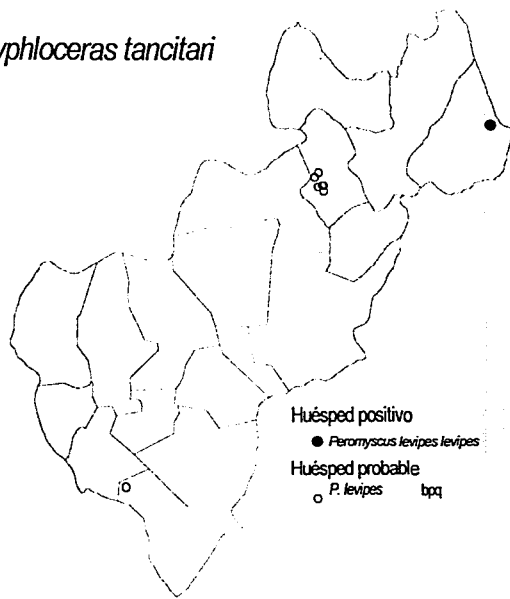 yphloceras tancitari
Huésped positivo
Peromyscus levipes levipes
Huésped probable
P. levipes bpq